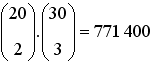 (20 2).(30 3) = 771 400